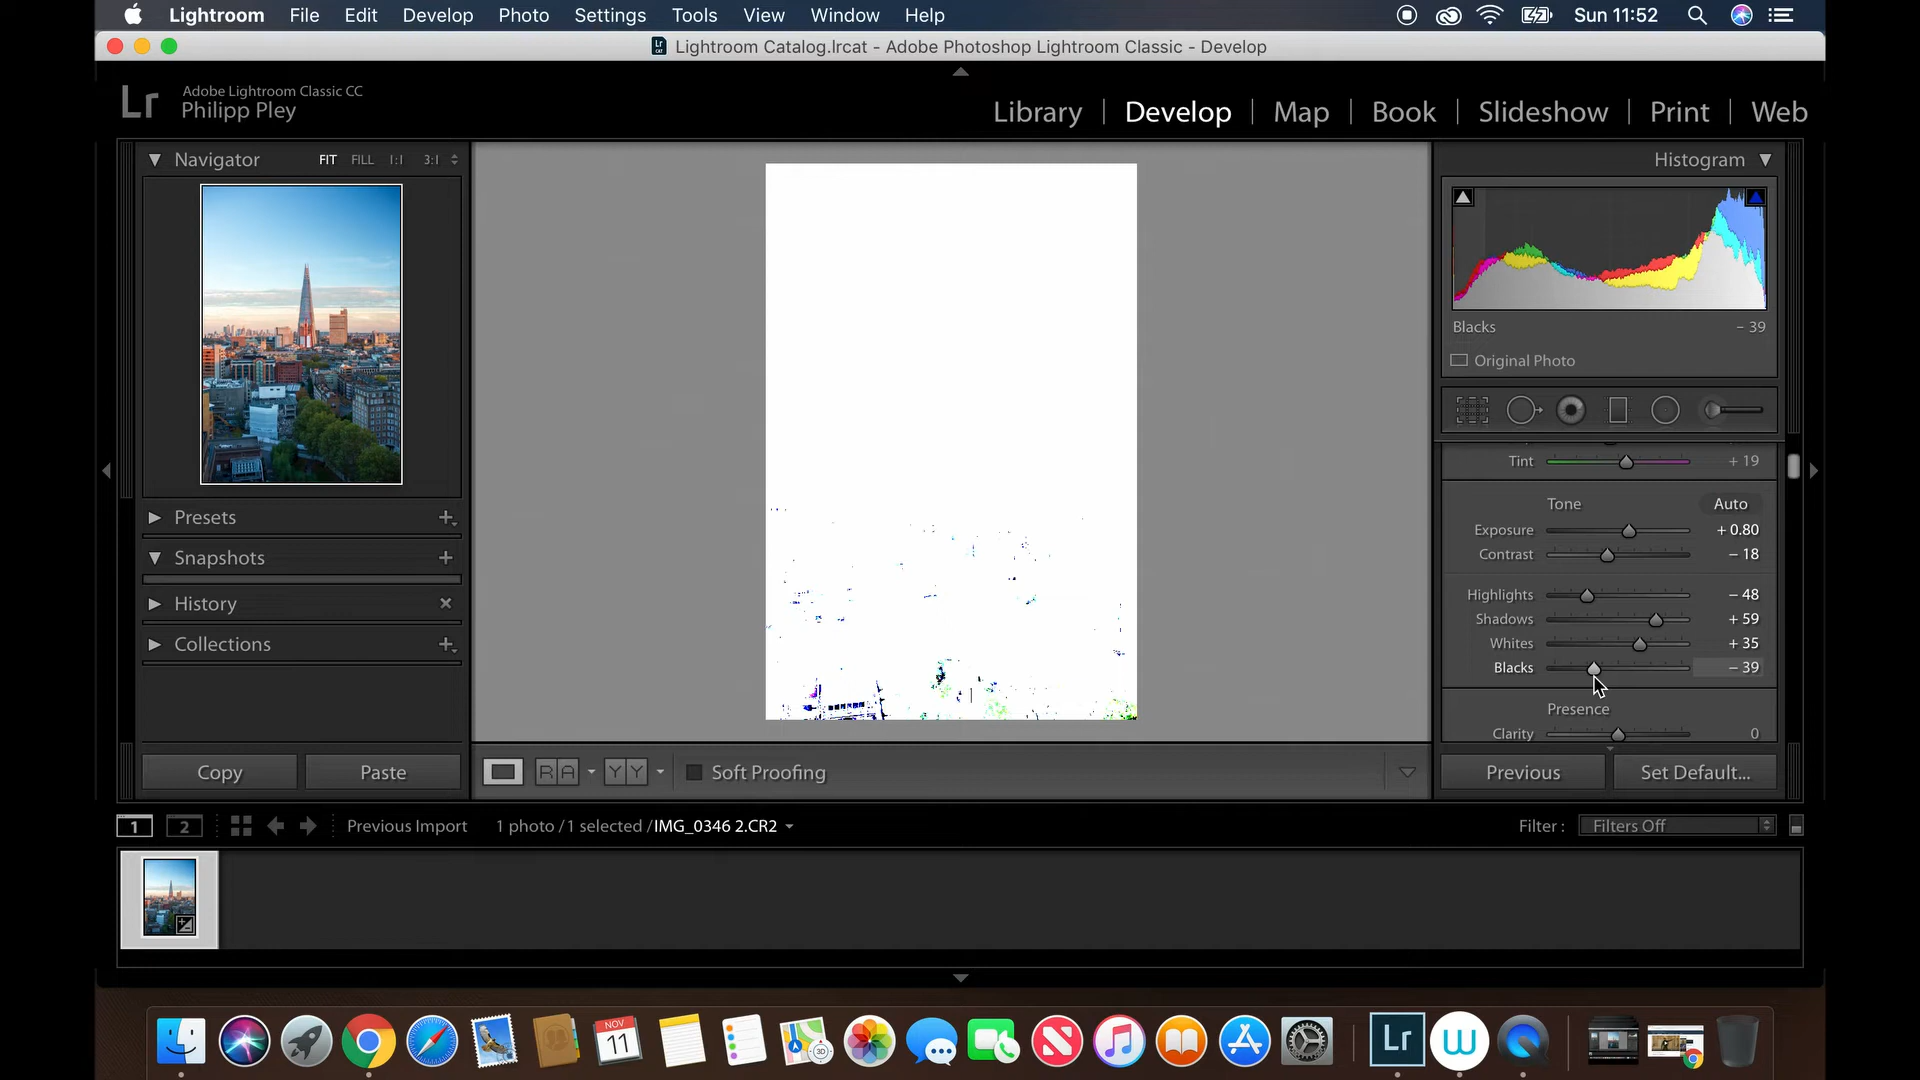 Lightroom File Edit Develop Photo Settings Tools View Window Help Sun 11:52
Lr Lightroom Catalog.lrcat - Adobe Photoshop Lightroom Classic - Develop
Lr Adobe Lightroom Classic CC
Philipp Pley
Library | Develop | Map | Book | Slideshow | Print | Web
Navigator FIT FILL 1:1 3:1
Histogram
Blacks - 39
Original Photo
Tint + 19
Tone Auto
Exposure + 0.80
Contrast - 18
Highlights - 48
Shadows + 59
Whites + 35
Blacks - 39
Presence
Clarity 0
Presets
Snapshots
History
Collections
Copy Paste
R A Y Y Soft Proofing
Previous Set Default...
1 2 Previous Import 1 photo / 1 selected / IMG_0346 2.CR2 Filter : Filters Off
NOV
11
3D
Lr
W